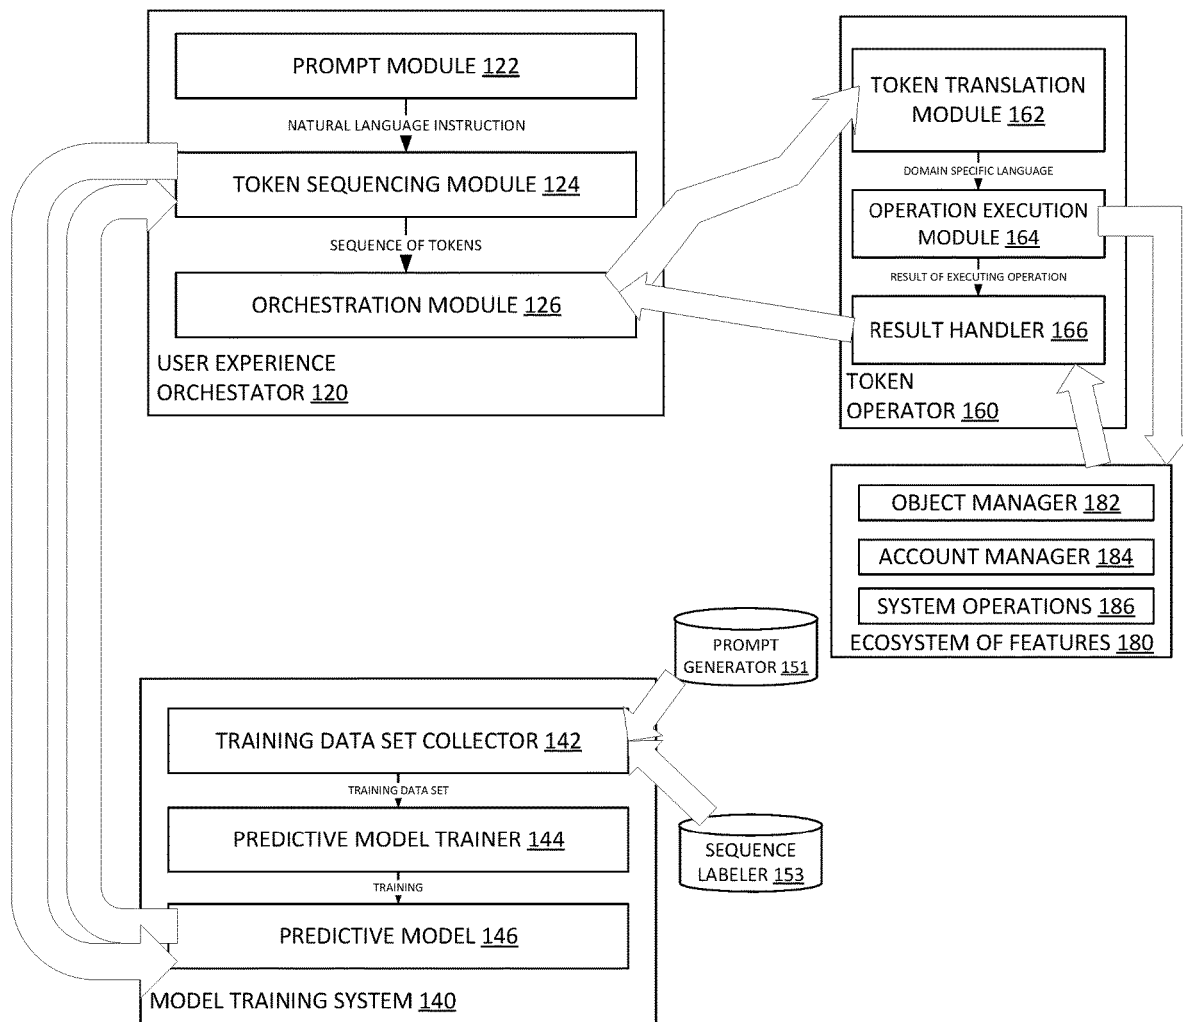 PROMPT MODULE 122
NATURAL LANGUAGE INSTRUCTION
TOKEN SEQUENCING MODULE 124
SEQUENCE OF TOKENS
ORCHESTRATION MODULE 126
USER EXPERIENCE
ORCHESTATOR 120
TOKEN TRANSLATION
MODULE 162
DOMAIN SPECIFIC LANGUAGE
OPERATION EXECUTION
MODULE 164
RESULT OF EXECUTING OPERATION
RESULT HANDLER 166
TOKEN
OPERATOR 160
OBJECT MANAGER 182
ACCOUNT MANAGER 184
SYSTEM OPERATIONS 186
ECOSYSTEM OF FEATURES 180
PROMPT
GENERATOR 151
TRAINING DATA SET COLLECTOR 142
TRAINING DATA SET
PREDICTIVE MODEL TRAINER 144
TRAINING
PREDICTIVE MODEL 146
MODEL TRAINING SYSTEM 140
SEQUENCE
LABELER 153